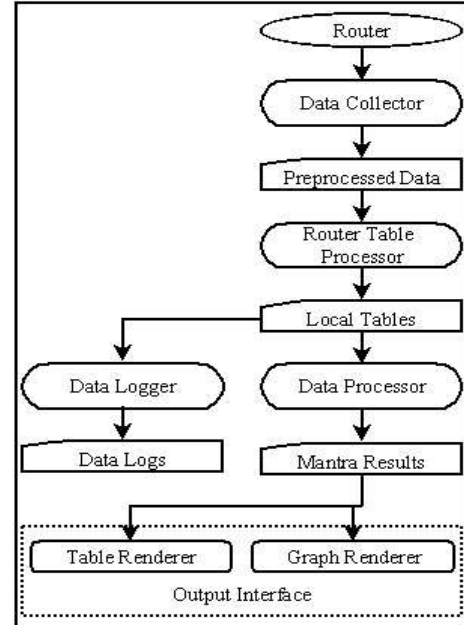 Router
Data Collector
Preprocessed Data
Router Table
Processor
Local Tables
Data Logger
Data Processor
Data Logs
Mantra Results
Table Renderer
Graph Renderer
Output Interface